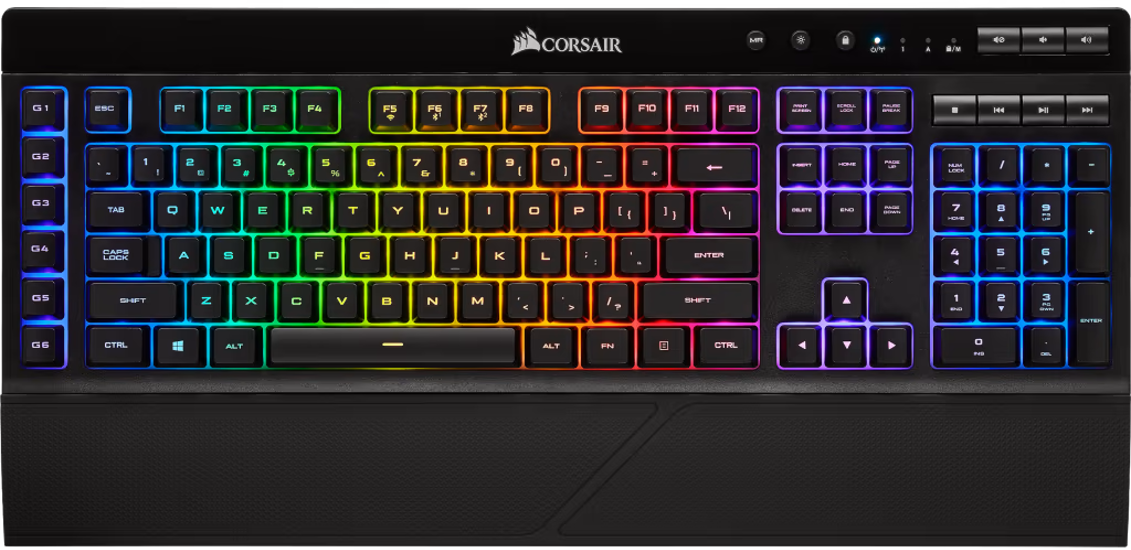 CORSAIR
MR
1 A /M
G1 ESC F1 F2 F3 F4 F5 F6 1 F7 2 F8 F9 F10 F11 F12 PRINT SCREEN SCROLL LOCK PAUSE BREAK
G2 ` ~ 1 ! 2 @ 3 # 4 $ 5 % 6 ^ 7 & 8 * 9 ( 0 ) - _ = + ← INSERT HOME PAGE UP NUM LOCK / * -
G3 TAB Q W E R T Y U I O P [ { ] } \ | DELETE END PAGE DOWN 7 HOME 8 ▲ 9 PG UP +
G4 CAPS LOCK A S D F G H J K L ; : ' " ENTER 4 ◄ 5 6 ►
G5 SHIFT Z X C V B N M , < . > / ? SHIFT ▲ 1 END 2 ▼ 3 PG DWN ENTER
G6 CTRL ALT ALT FN CTRL ◄ ▼ ► 0 INS . DEL